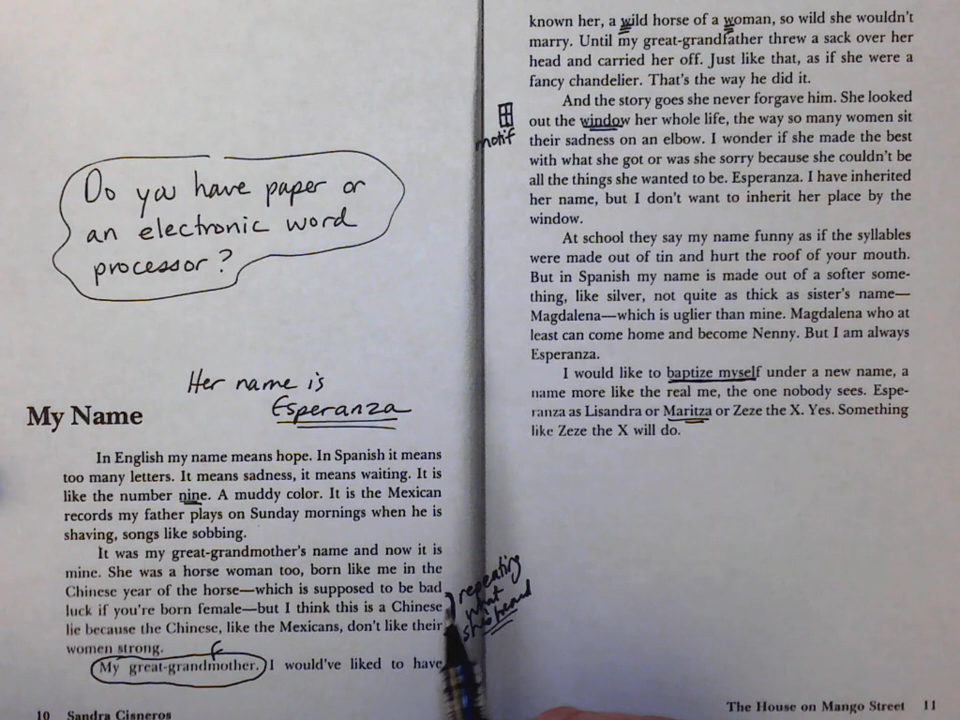 Do you have paper or
an electronic word
processor?
Her name is
Esperanza
My Name
In English my name means hope. In Spanish it means
too many letters. It means sadness, it means waiting. It is
like the number nine. A muddy color. It is the Mexican
records my father plays on Sunday mornings when he is
shaving, songs like sobbing.
It was my great-grandmother's name and now it is
mine. She was a horse woman too, born like me in the
Chinese year of the horse—which is supposed to be bad
luck if you're born female—but I think this is a Chinese
lie because the Chinese, like the Mexicans, don't like their
women strong.
f
My great-grandmother. I would've liked to have
10 Sandra Cisneros
known her, a wild horse of a woman, so wild she wouldn't
marry. Until my great-grandfather threw a sack over her
head and carried her off. Just like that, as if she were a
fancy chandelier. That's the way he did it.
And the story goes she never forgave him. She looked
out the window her whole life, the way so many women sit
their sadness on an elbow. I wonder if she made the best
with what she got or was she sorry because she couldn't be
all the things she wanted to be. Esperanza. I have inherited
her name, but I don't want to inherit her place by the
window.
motif
At school they say my name funny as if the syllables
were made out of tin and hurt the roof of your mouth.
But in Spanish my name is made out of a softer some-
thing, like silver, not quite as thick as sister's name—
Magdalena—which is uglier than mine. Magdalena who at
least can come home and become Nenny. But I am always
Esperanza.
I would like to baptize myself under a new name, a
name more like the real me, the one nobody sees. Espe-
ranza as Lisandra or Maritza or Zeze the X. Yes. Something
like Zeze the X will do.
repeating
what
she heard
The House on Mango Street 11